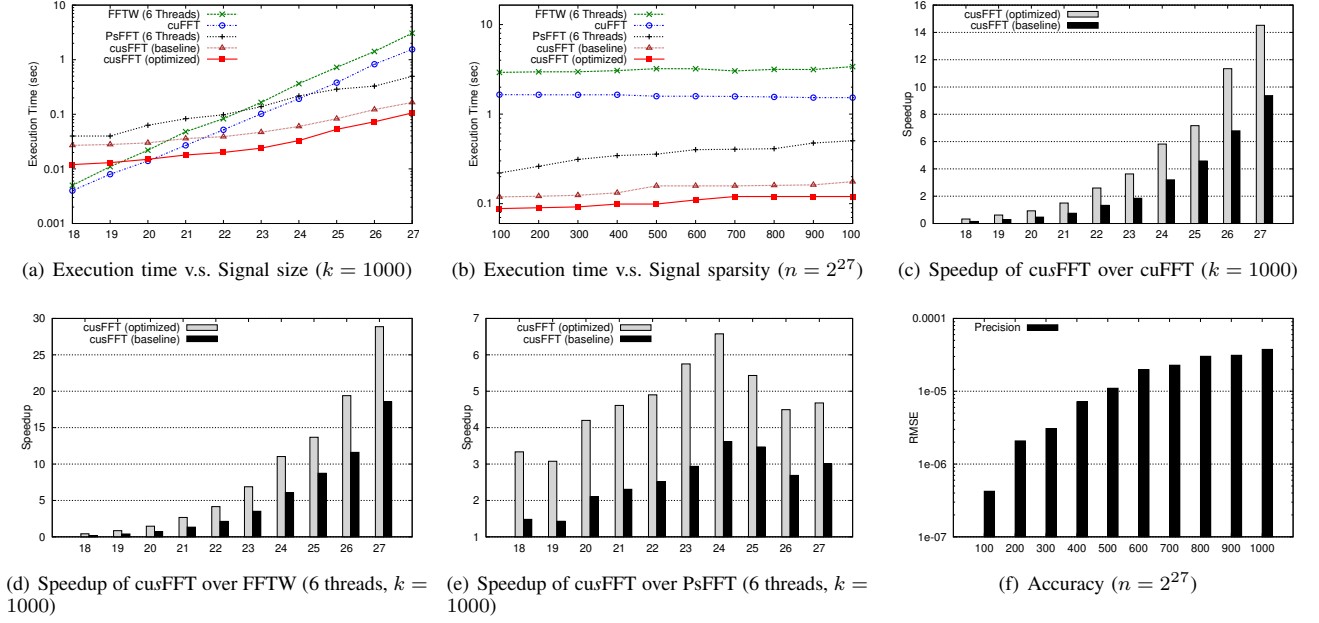 10
1
0.1
0.01
0.001
Execution Time (sec)
FFTW (6 Threads)
cuFFT
PsFFT (6 Threads)
cusFFT (baseline)
cusFFT (optimized)
18 19 20 21 22 23 24 25 26 27
(a) Execution time v.s. Signal size (k = 1000)
10
1
0.1
Execution Time (sec)
FFTW (6 Threads)
cuFFT
PsFFT (6 Threads)
cusFFT (baseline)
cusFFT (optimized)
100 200 300 400 500 600 700 800 900 100
(b) Execution time v.s. Signal sparsity (n = 2^27)
16
14
12
10
8
6
4
2
0
Speedup
cusFFT (optimized)
cusFFT (baseline)
18 19 20 21 22 23 24 25 26 27
(c) Speedup of cusFFT over cuFFT (k = 1000)
30
25
20
15
10
5
0
Speedup
cusFFT (optimized)
cusFFT (baseline)
18 19 20 21 22 23 24 25 26 27
(d) Speedup of cusFFT over FFTW (6 threads, k =
1000)
7
6
5
4
3
2
1
Speedup
cusFFT (optimized)
cusFFT (baseline)
18 19 20 21 22 23 24 25 26 27
(e) Speedup of cusFFT over PsFFT (6 threads, k =
1000)
0.0001
1e-05
1e-06
1e-07
RMSE
Precision
100 200 300 400 500 600 700 800 900 1000
(f) Accuracy (n = 2^27)